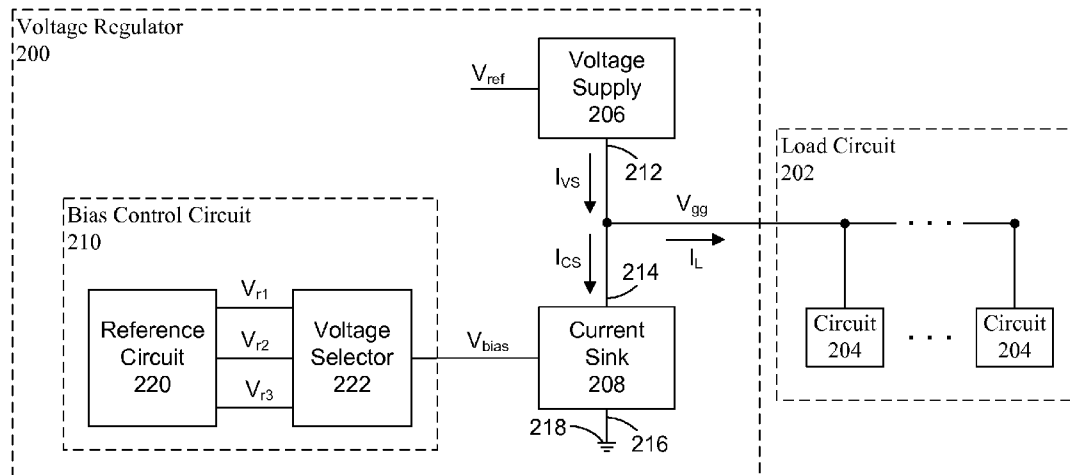 Voltage Regulator
200
Voltage
Supply
206
Vref
212
IVS
Vgg
Load Circuit
202
Bias Control Circuit
210
ICS
214
IL
Vr1
Vr2
Vr3
Reference
Circuit
220
Voltage
Selector
222
Vbias
Current
Sink
208
Circuit
204
. . .
Circuit
204
. . .
218
216